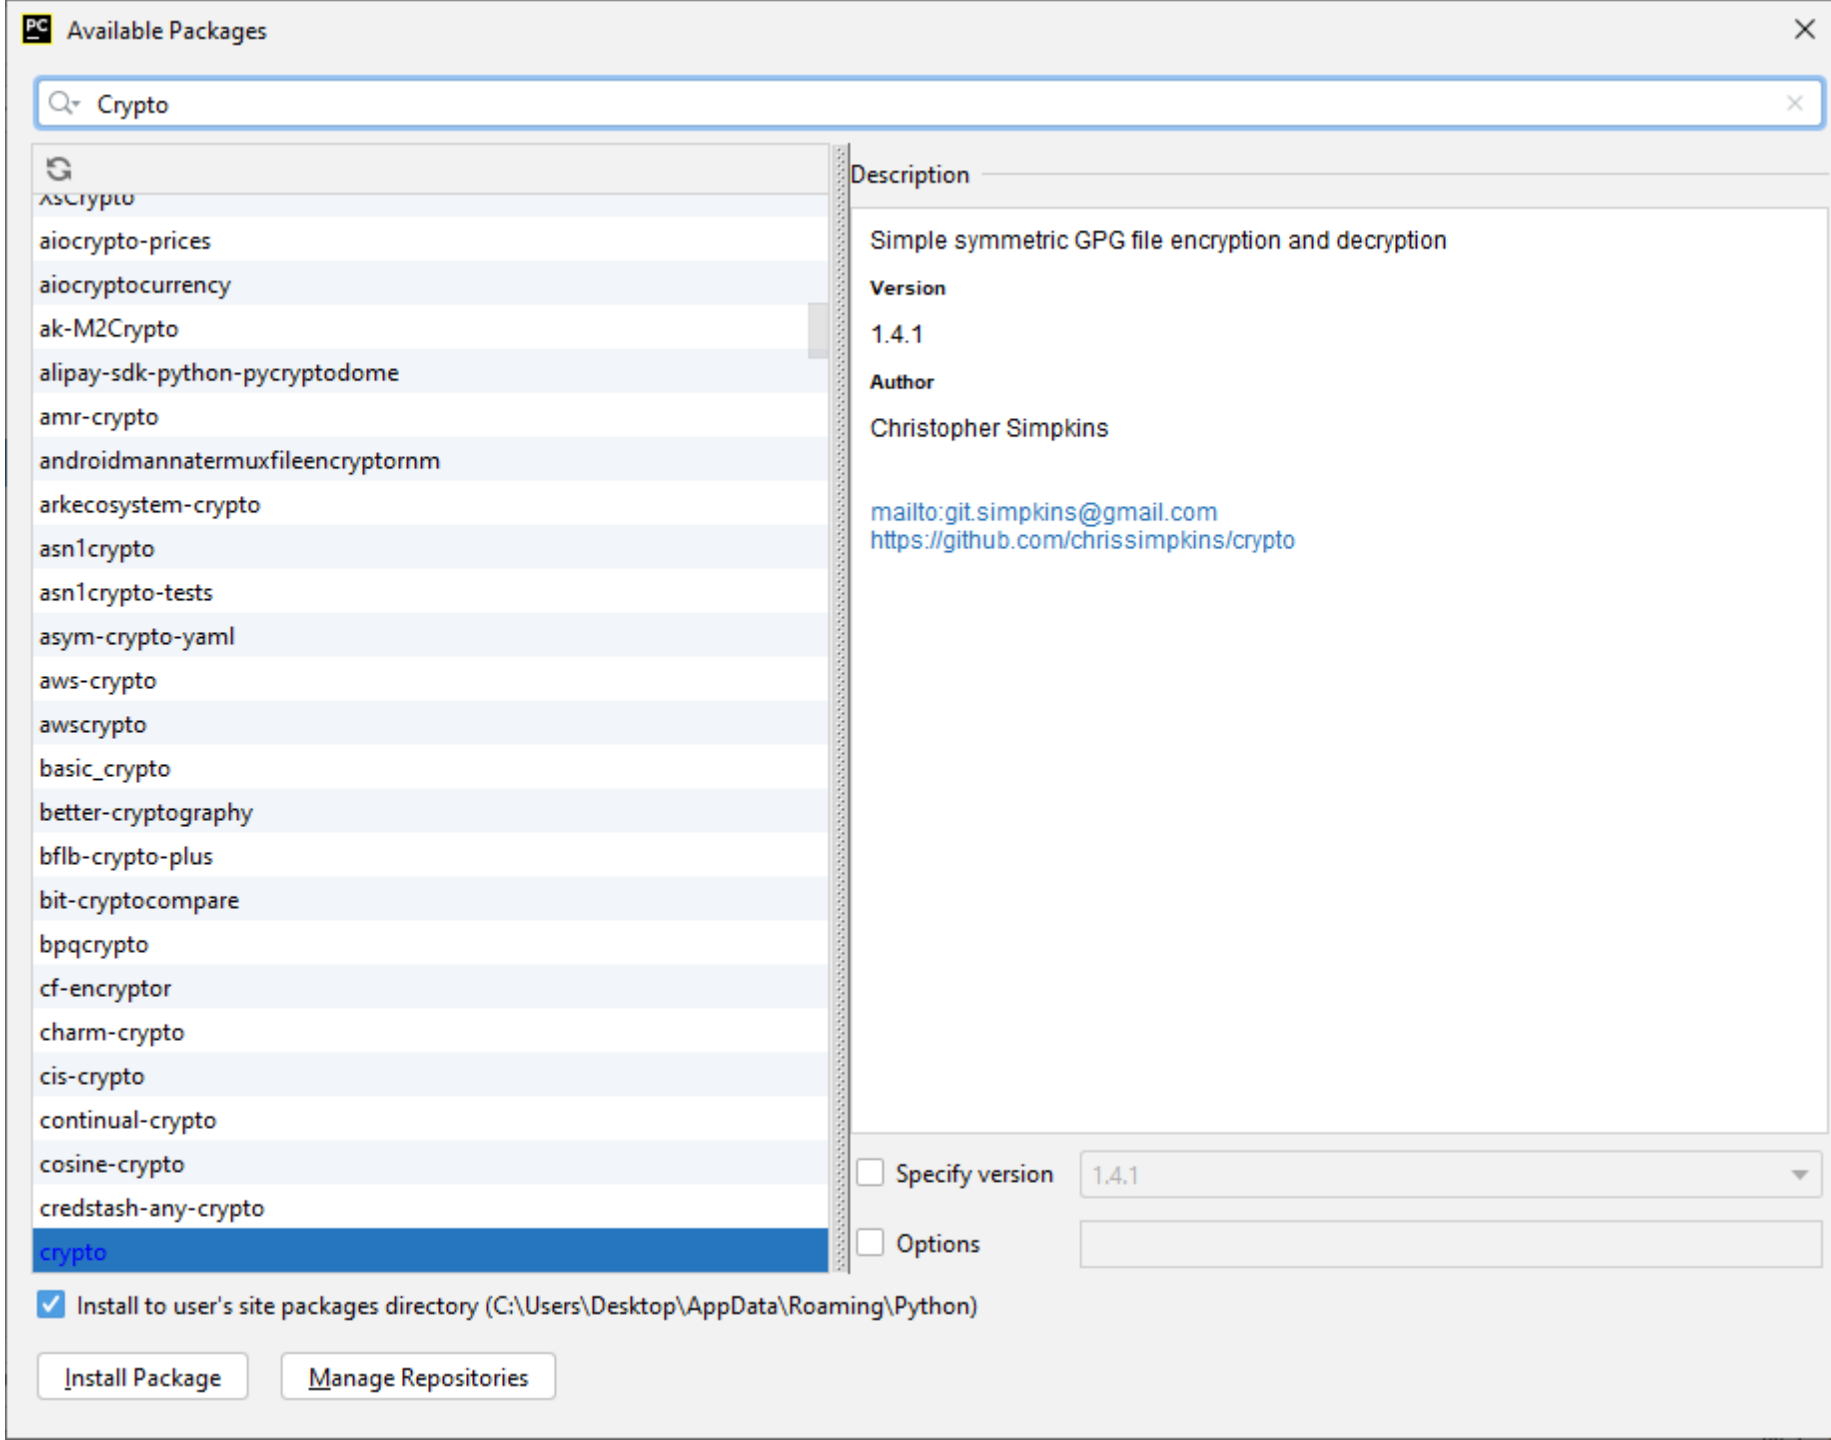 PC Available Packages
Crypto
XsCrypto
aiocrypto-prices
aiocryptocurrency
ak-M2Crypto
alipay-sdk-python-pycryptodome
amr-crypto
androidmannatermuxfileencryptornm
arkecosystem-crypto
asn1crypto
asn1crypto-tests
asym-crypto-yaml
aws-crypto
awscrypto
basic_crypto
better-cryptography
bflb-crypto-plus
bit-cryptocompare
bpqcrypto
cf-encryptor
charm-crypto
cis-crypto
continual-crypto
cosine-crypto
credstash-any-crypto
crypto
Description
Simple symmetric GPG file encryption and decryption
Version
1.4.1
Author
Christopher Simpkins
mailto:git.simpkins@gmail.com
https://github.com/chrissimpkins/crypto
Specify version 1.4.1
Options
Install to user's site packages directory (C:\Users\Desktop\AppData\Roaming\Python)
Install Package Manage Repositories